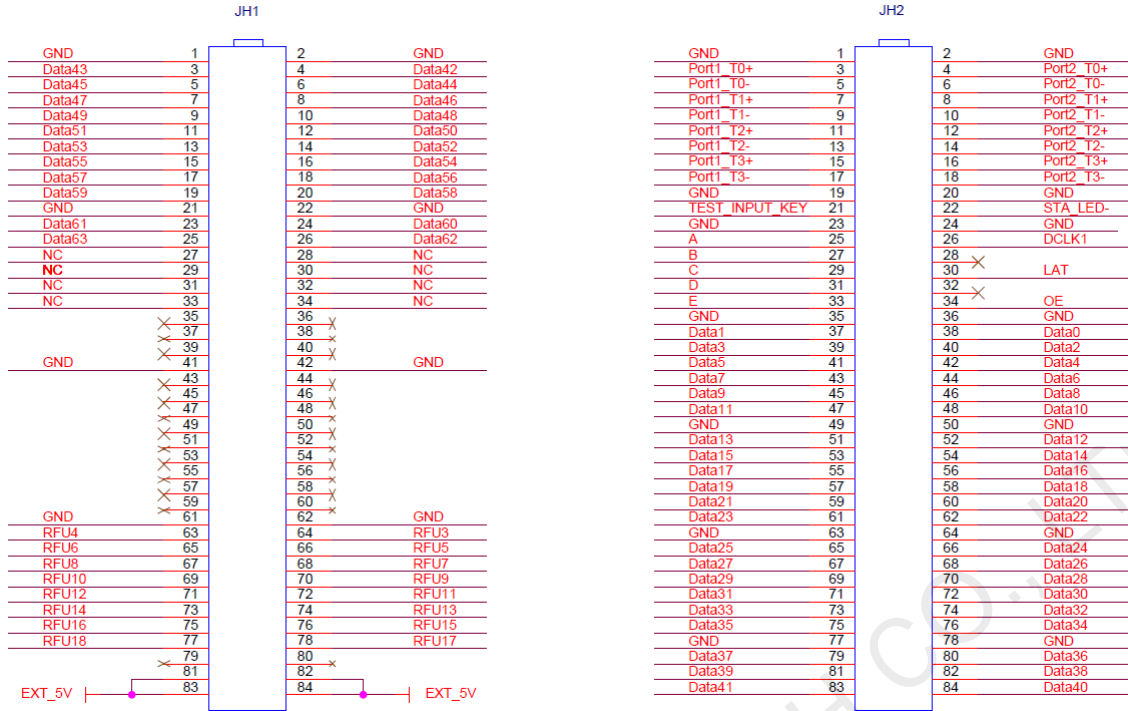 JH1 JH2
GND 1 2 GND GND 1 2 GND
Data43 3 4 Data42 Port1_T0+ 3 4 Port2_T0+
Data45 5 6 Data44 Port1_T0- 5 6 Port2_T0-
Data47 7 8 Data46 Port1_T1+ 7 8 Port2_T1+
Data49 9 10 Data48 Port1_T1- 9 10 Port2_T1-
Data51 11 12 Data50 Port1_T2+ 11 12 Port2_T2+
Data53 13 14 Data52 Port1_T2- 13 14 Port2_T2-
Data55 15 16 Data54 Port1_T3+ 15 16 Port2_T3+
Data57 17 18 Data56 Port1_T3- 17 18 Port2_T3-
Data59 19 20 Data58 GND 19 20 GND
GND 21 22 GND TEST_INPUT_KEY 21 22 STA_LED-
Data61 23 24 Data60 GND 23 24 GND
Data63 25 26 Data62 A 25 26 DCLK1
NC 27 28 NC B 27 28
NC 29 30 NC C 29 30 LAT
NC 31 32 NC D 31 32
NC 33 34 NC E 33 34 OE
35 36 GND 35 36 GND
37 38 Data1 37 38 Data0
39 40 Data3 39 40 Data2
GND 41 42 GND Data5 41 42 Data4
43 44 Data7 43 44 Data6
45 46 Data9 45 46 Data8
47 48 Data11 47 48 Data10
49 50 GND 49 50 GND
51 52 Data13 51 52 Data12
53 54 Data15 53 54 Data14
55 56 Data17 55 56 Data16
57 58 Data19 57 58 Data18
59 60 Data21 59 60 Data20
GND 61 62 GND Data23 61 62 Data22
RFU4 63 64 RFU3 GND 63 64 GND
RFU6 65 66 RFU5 Data25 65 66 Data24
RFU8 67 68 RFU7 Data27 67 68 Data26
RFU10 69 70 RFU9 Data29 69 70 Data28
RFU12 71 72 RFU11 Data31 71 72 Data30
RFU14 73 74 RFU13 Data33 73 74 Data32
RFU16 75 76 RFU15 Data35 75 76 Data34
RFU18 77 78 RFU17 GND 77 78 GND
79 80 Data37 79 80 Data36
81 82 Data39 81 82 Data38
EXT_5V 83 84 EXT_5V Data41 83 84 Data40
CO.,LT